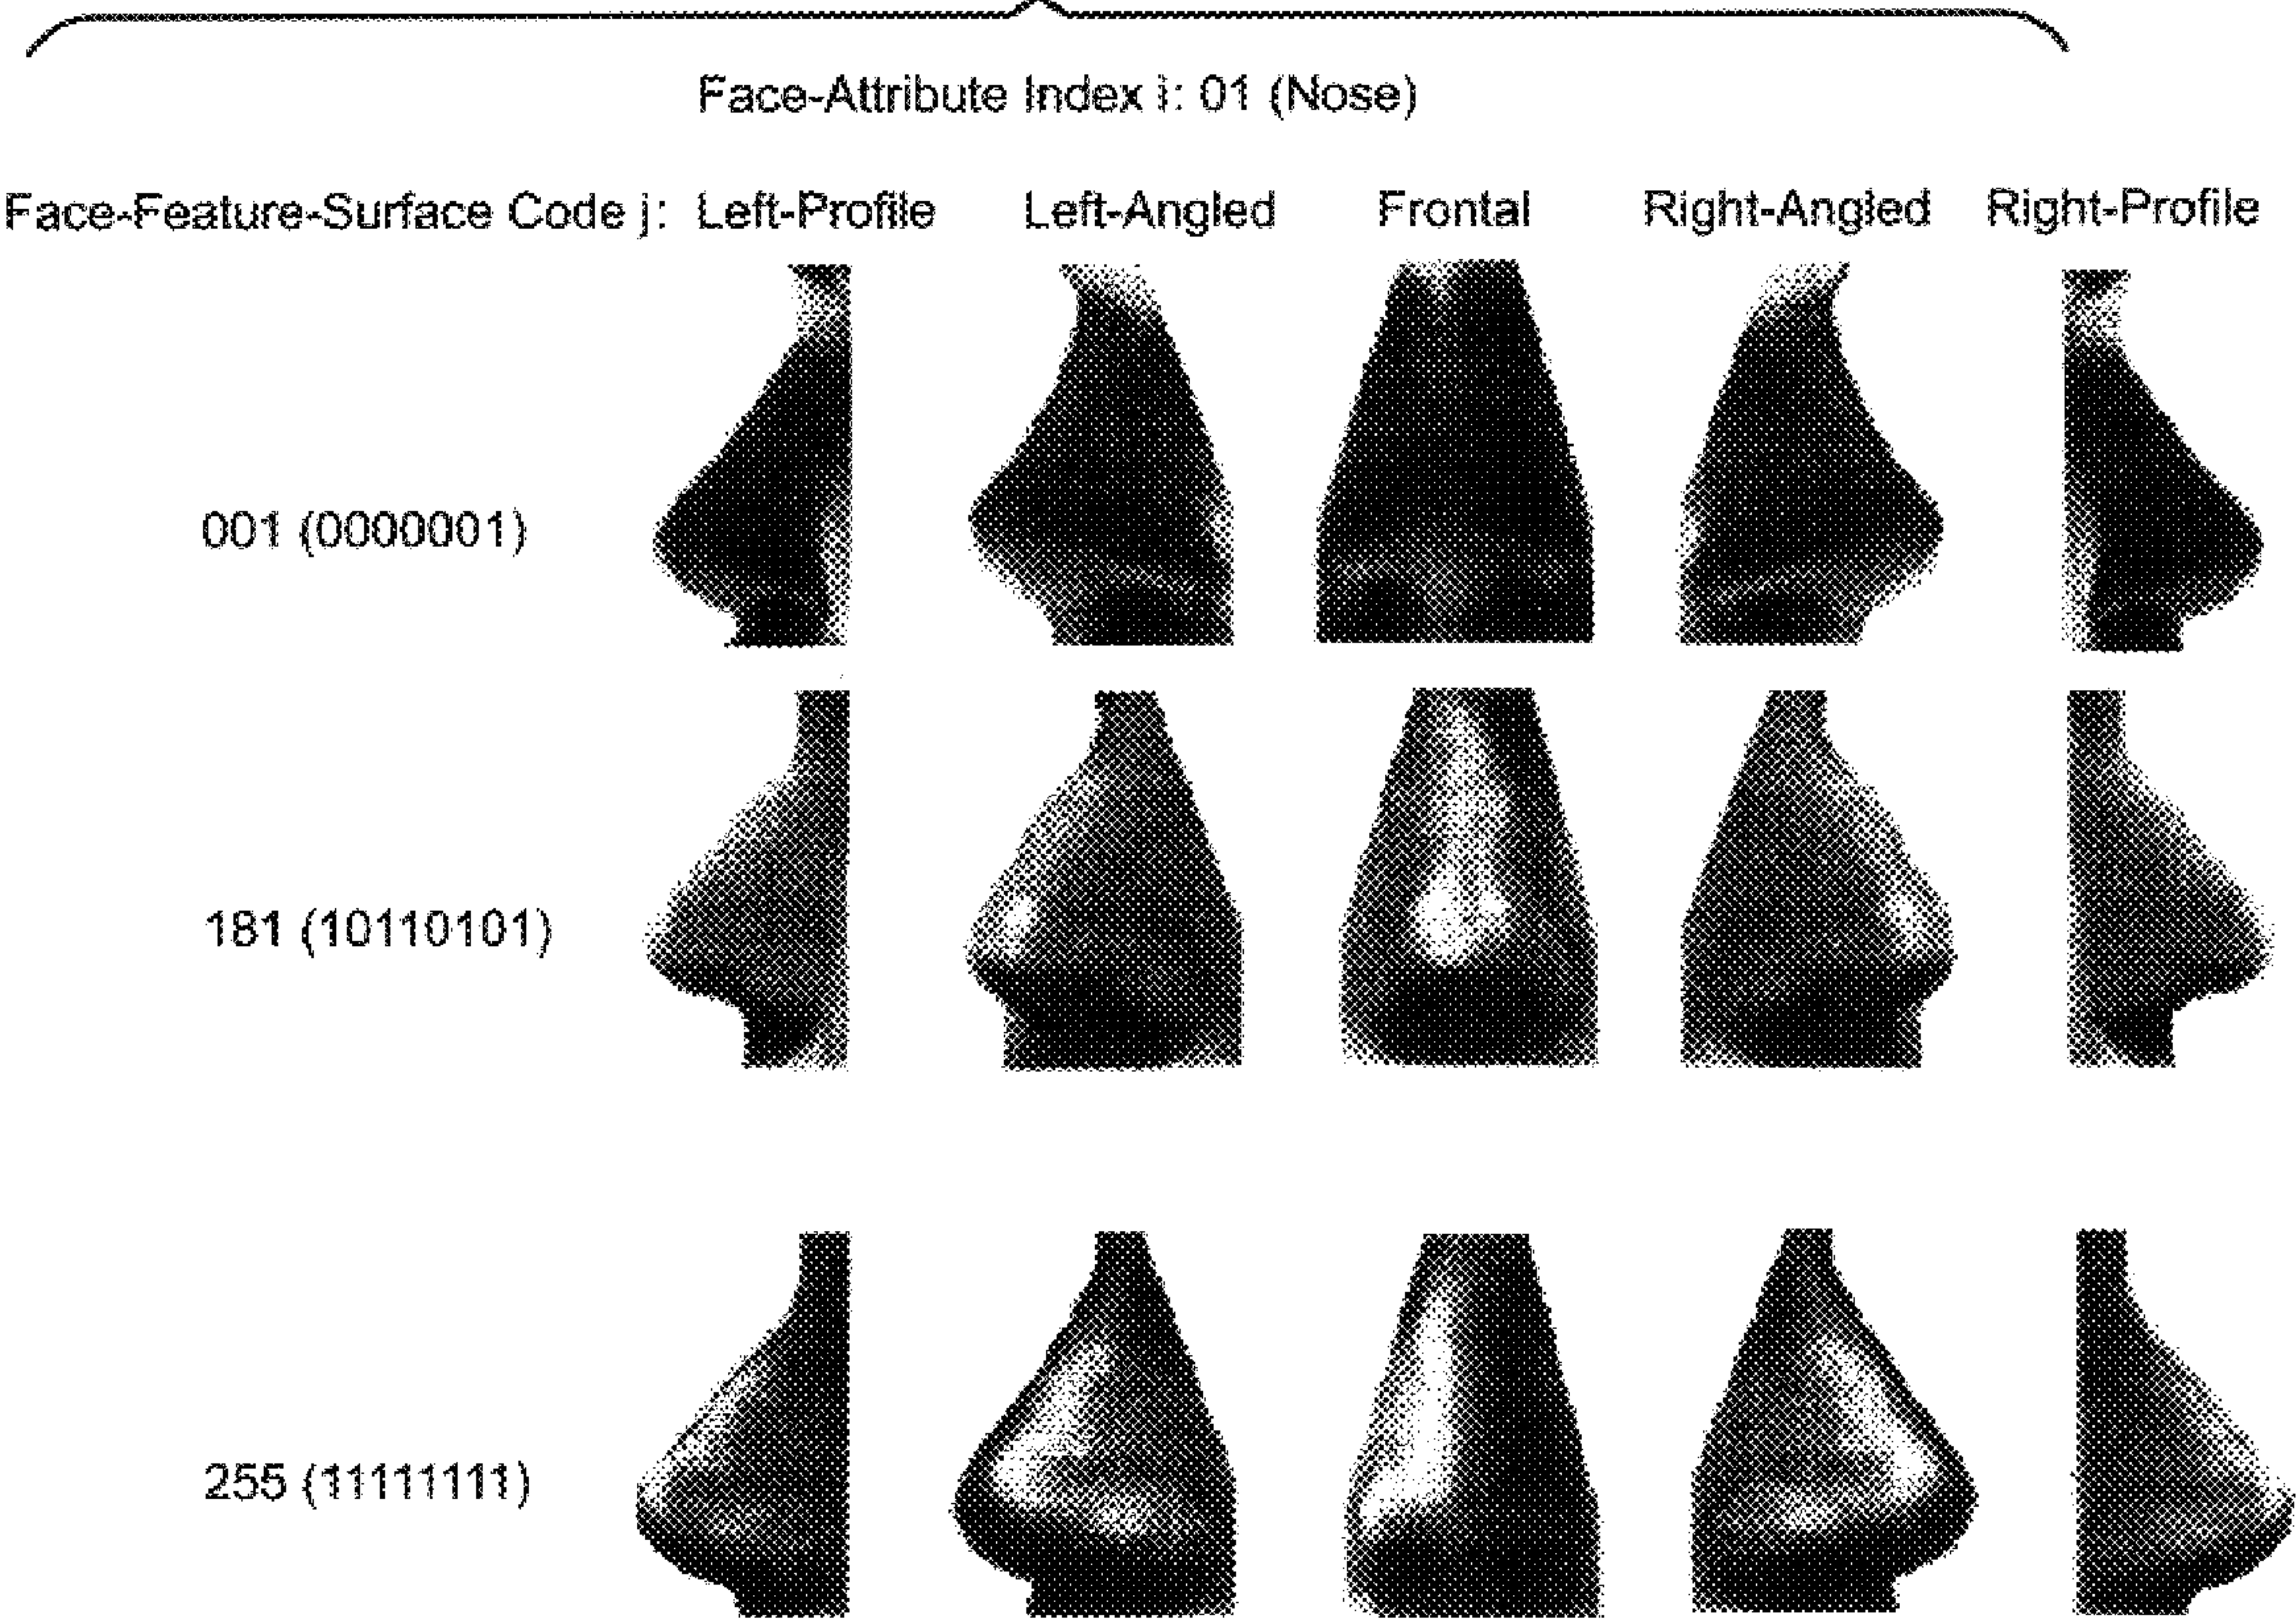 Face-Attribute Index i: 01 (Nose)
Face-Feature-Surface Code j: Left-Profile Left-Angled Frontal Right-Angled Right-Profile
001 (0000001)
181 (10110101)
255 (11111111)